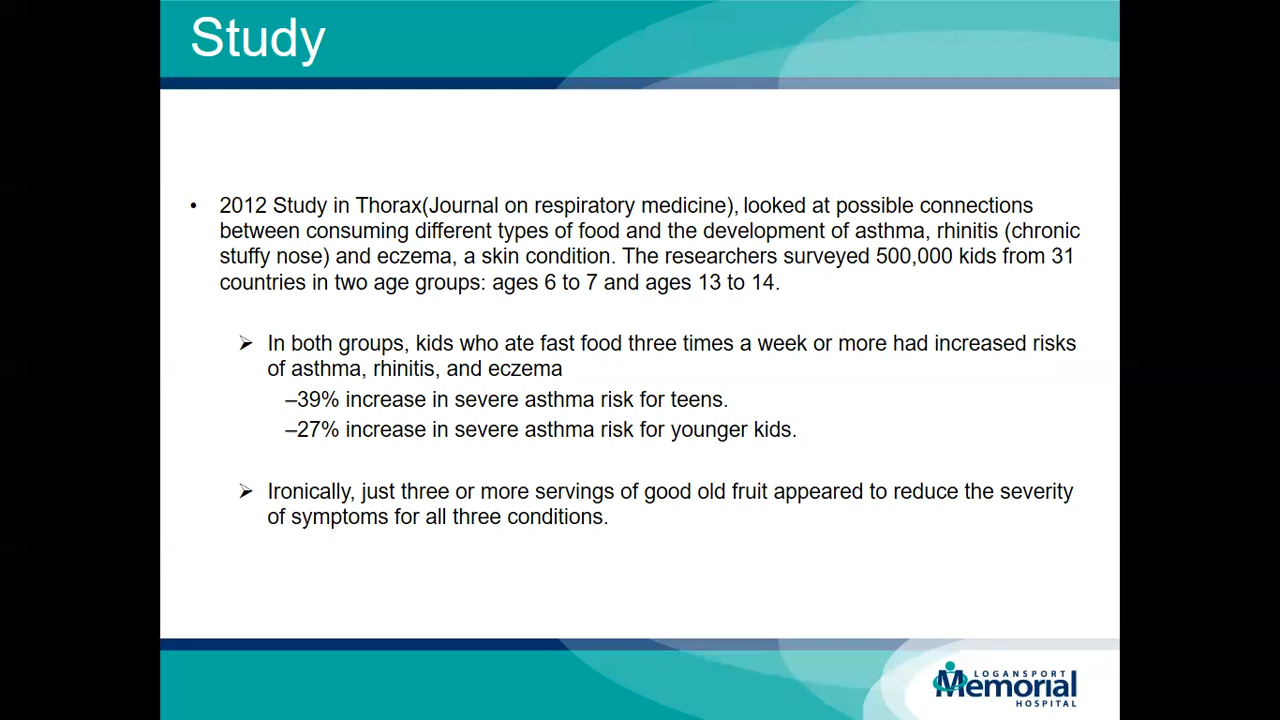 Study
• 2012 Study in Thorax(Journal on respiratory medicine), looked at possible connections
between consuming different types of food and the development of asthma, rhinitis (chronic
stuffy nose) and eczema, a skin condition. The researchers surveyed 500,000 kids from 31
countries in two age groups: ages 6 to 7 and ages 13 to 14.
➢ In both groups, kids who ate fast food three times a week or more had increased risks
of asthma, rhinitis, and eczema
–39% increase in severe asthma risk for teens.
–27% increase in severe asthma risk for younger kids.
➢ Ironically, just three or more servings of good old fruit appeared to reduce the severity
of symptoms for all three conditions.
LOGANSPORT
Memorial
HOSPITAL